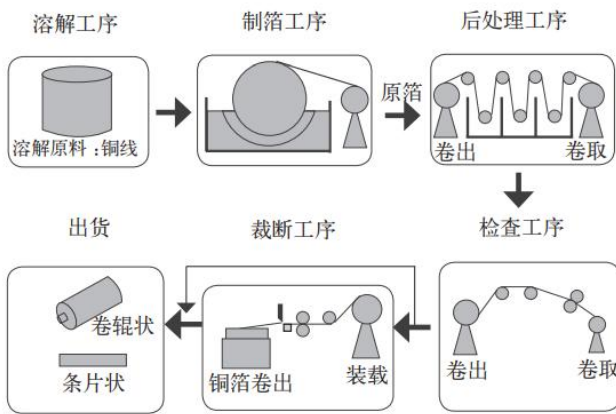 溶解工序
制箔工序
后处理工序
溶解原料:铜线
原箔
卷出
卷取
出货
裁断工序
检查工序
卷辊状
条片状
铜箔卷出
装载
卷出
卷取